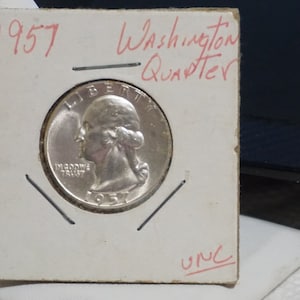 1957 Washington
Quarter
LIBERTY
IN GOD WE
TRUST
1957
UNC